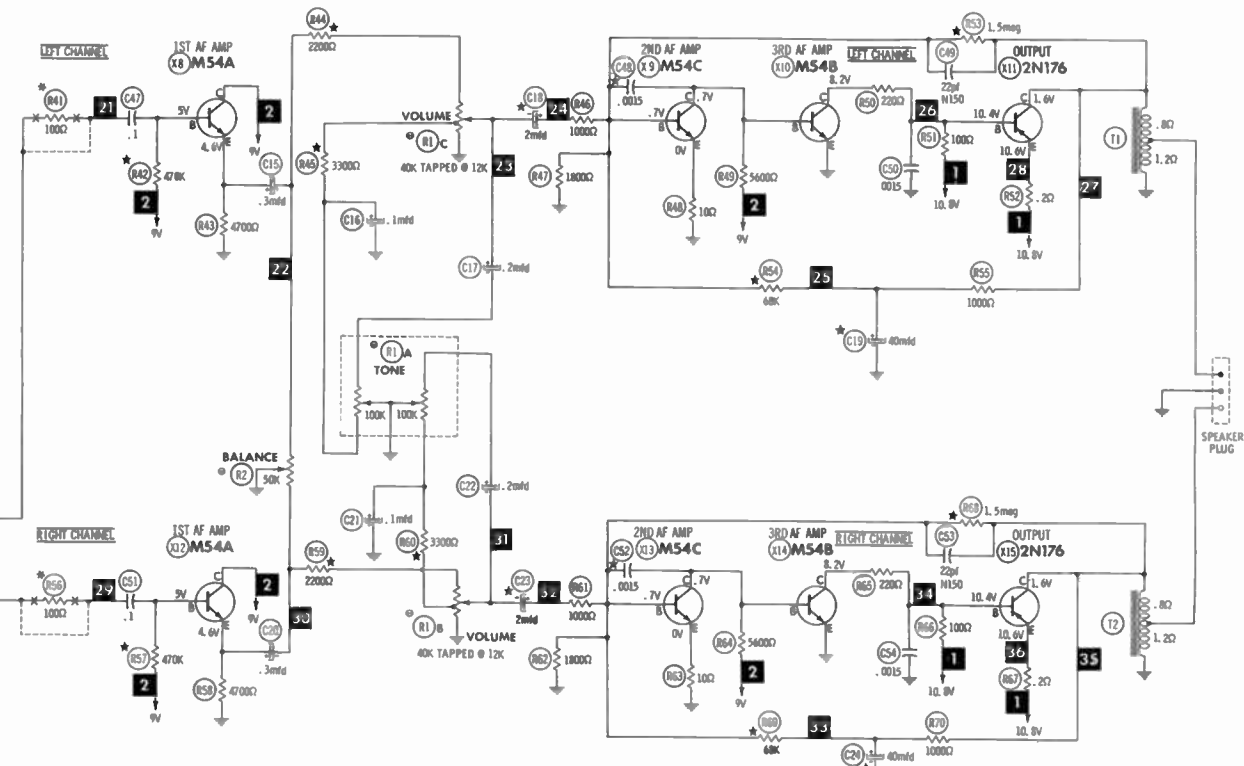 LEFT CHANNEL
1ST AF AMP
X8 M54A
★ R41
100Ω
21
C47
.1
5V
B
C
E
4.6V
2
9V
★ R42
478K
2
9V
R43
4700Ω
C15
.3mfd
22
R44 ★
2200Ω
VOLUME
R1 C
40K TAPPED @ 12K
★ R45
3300Ω
C16
.1mfd
C17
.2mfd
23
★ C18
2mfd
24
R46
1000Ω
R47
1800Ω
★ C48
.0015
2ND AF AMP
X9 M54C
C
.7V
.7V
B
E
0V
R48
10Ω
R49
5600Ω
2
9V
3RD AF AMP
X10 M54B
8.2V
C
B
E
LEFT CHANNEL
R50
220Ω
C50
.0015
26
R51
100Ω
1
10.8V
★ R53
1.5meg
C49
22pf
N150
OUTPUT
X11 2N176
C
1.6V
10.4V
B
E
10.6V
28
R52
.2Ω
1
10.8V
27
T1
.8Ω
1.2Ω
★ R54
68K
25
R55
1000Ω
★ C19
40mfd
R1 A
TONE
100K
100K
BALANCE
R2
50K
SPEAKER
PLUG
RIGHT CHANNEL
1ST AF AMP
X12 M54A
★ R56
100Ω
29
C51
.1
5V
B
C
E
4.6V
2
9V
★ R57
470K
2
9V
R58
4700Ω
C20
.3mfd
30
R59 ★
2200Ω
C21
.1mfd
R60 ★
3300Ω
C22
.2mfd
31
R1 B
VOLUME
40K TAPPED @ 12K
★ C23
2mfd
32
R61
1000Ω
R62
1800Ω
★ C52
.0015
2ND AF AMP
X13 M54C
C
.7V
.7V
B
E
0V
R63
10Ω
R64
5600Ω
2
9V
3RD AF AMP
X14 M54B
8.2V
C
B
E
RIGHT CHANNEL
R65
220Ω
C54
.0015
34
R66
100Ω
1
10.8V
★ R68
1.5meg
C53
22pf
N150
OUTPUT
X15 2N176
C
1.6V
10.4V
B
E
10.6V
36
R67
.2Ω
1
10.8V
35
T2
.8Ω
1.2Ω
★ R69
68K
33
R70
1000Ω
C24
40mfd